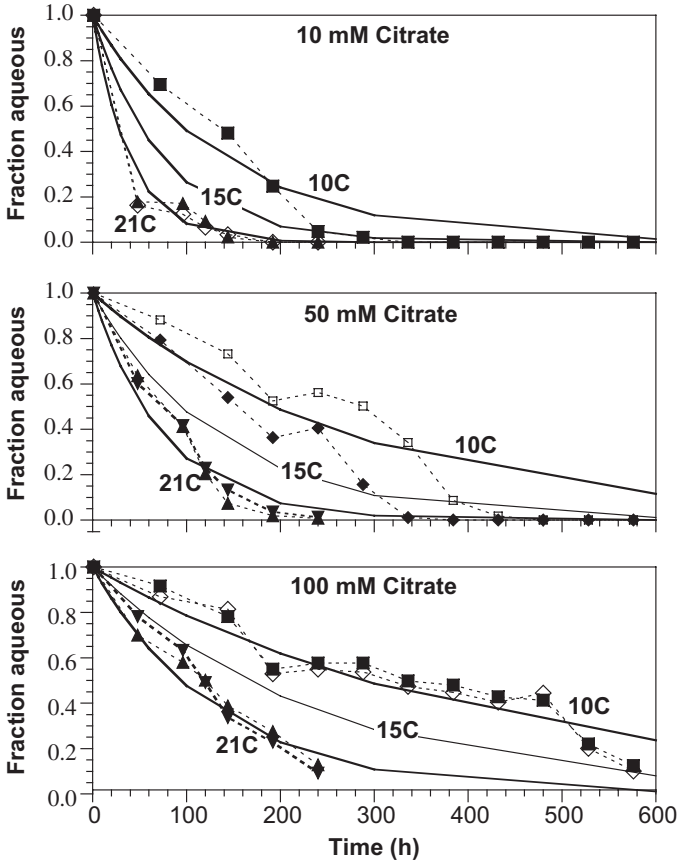 10 mM Citrate
Fraction aqueous
1.0
0.8
0.6
0.4
0.2
0.0
10C
15C
21C
50 mM Citrate
Fraction aqueous
1.0
0.8
0.6
0.4
0.2
0.0
10C
15C
21C
100 mM Citrate
Fraction aqueous
1.0
0.8
0.6
0.4
0.2
0.0
10C
15C
21C
0 100 200 300 400 500 600
Time (h)